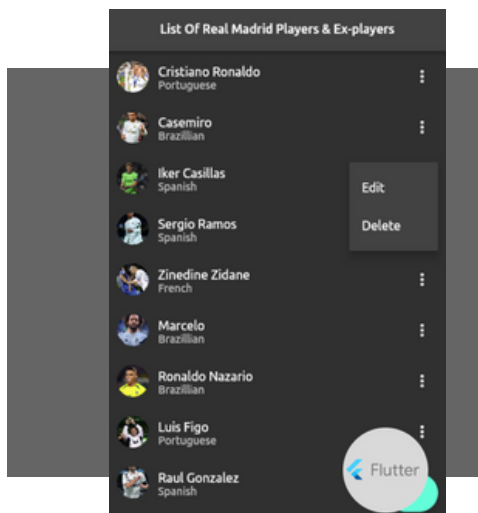 List Of Real Madrid Players & Ex-players
Cristiano Ronaldo
Portuguese
Casemiro
Brazillian
Iker Casillas
Spanish
Edit
Sergio Ramos
Spanish
Delete
Zinedine Zidane
French
Marcelo
Brazillian
Ronaldo Nazario
Brazillian
Luis Figo
Portuguese
Flutter
Raul Gonzalez
Spanish